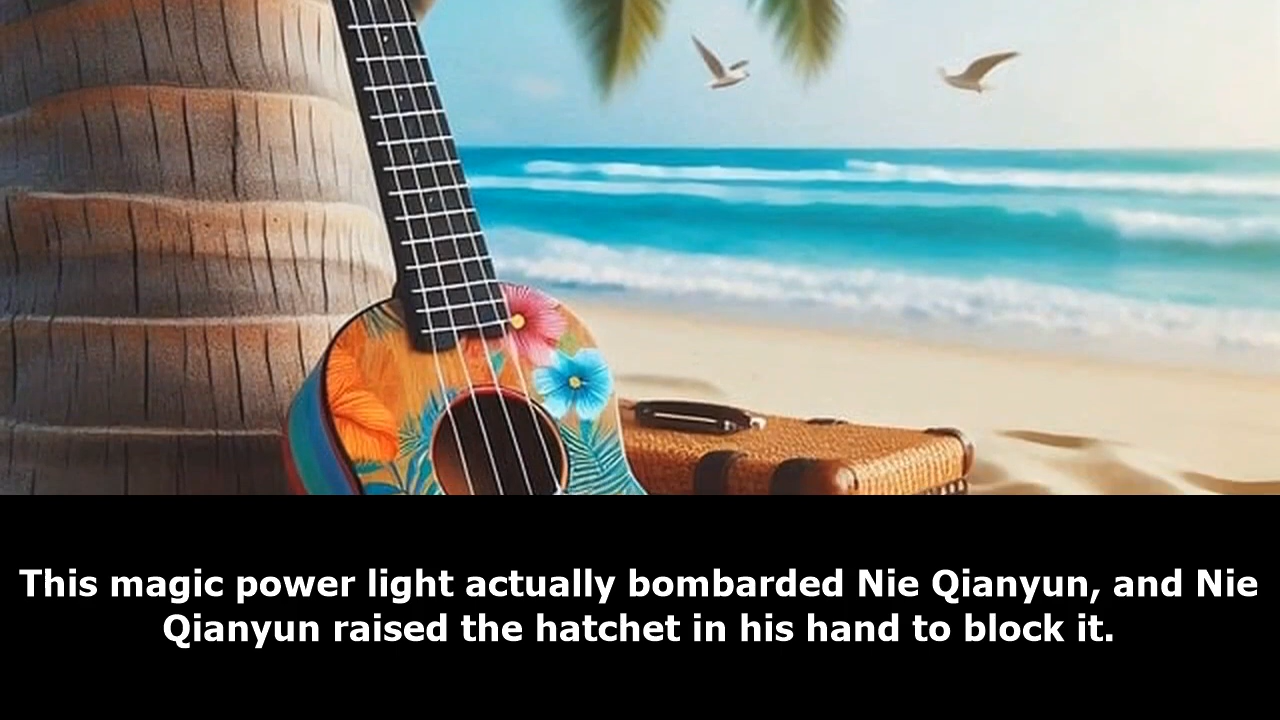 This magic power light actually bombarded Nie Qianyun, and Nie
Qianyun raised the hatchet in his hand to block it.